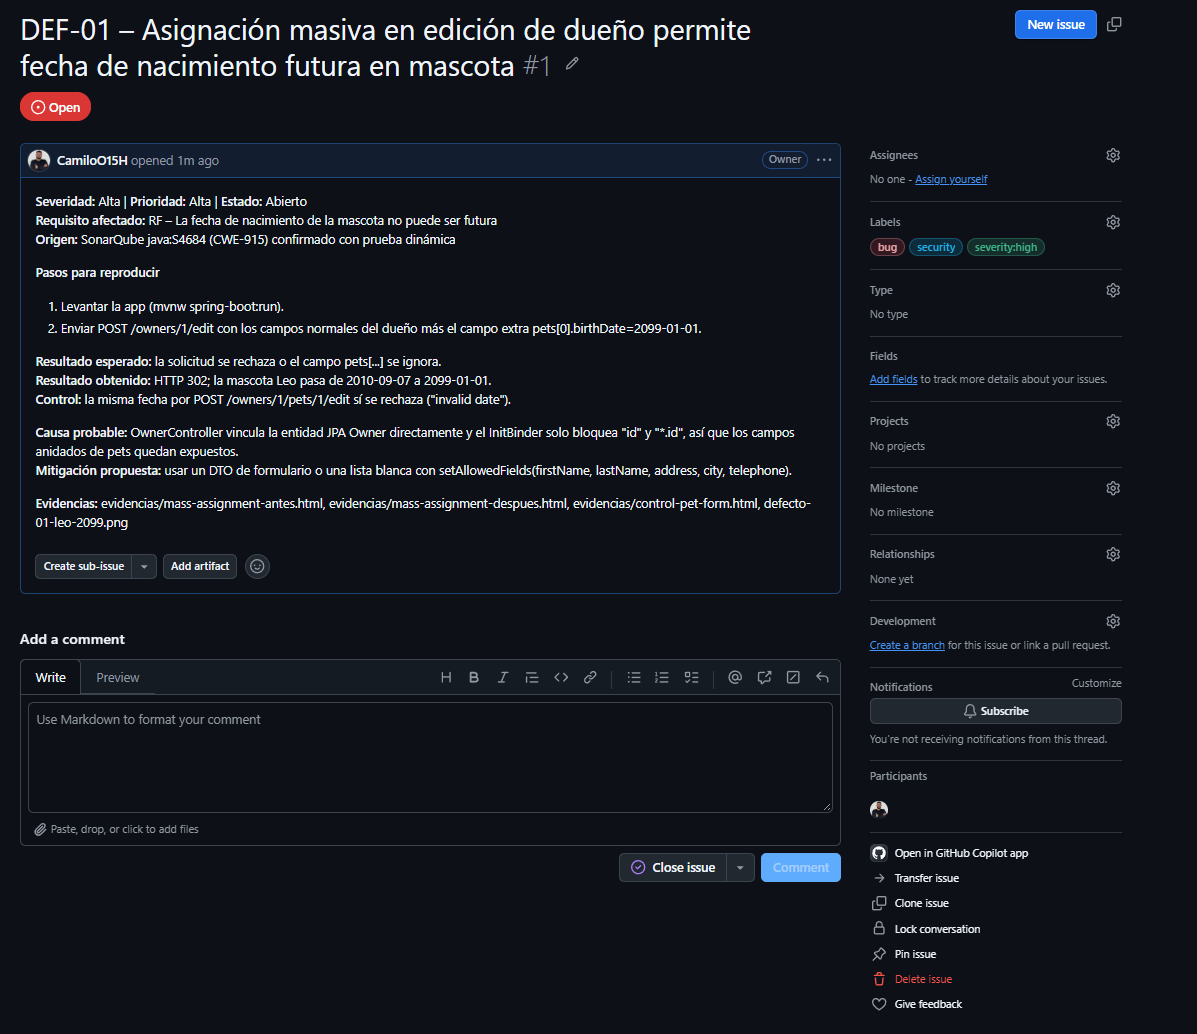 DEF-01 – Asignación masiva en edición de dueño permite
fecha de nacimiento futura en mascota #1
New issue
Open
CamiloO15H opened 1m ago
Owner
Severidad: Alta | Prioridad: Alta | Estado: Abierto
Requisito afectado: RF – La fecha de nacimiento de la mascota no puede ser futura
Origen: SonarQube java:S4684 (CWE-915) confirmado con prueba dinámica
Pasos para reproducir
1. Levantar la app (mvnw spring-boot:run).
2. Enviar POST /owners/1/edit con los campos normales del dueño más el campo extra pets[0].birthDate=2099-01-01.
Resultado esperado: la solicitud se rechaza o el campo pets[...] se ignora.
Resultado obtenido: HTTP 302; la mascota Leo pasa de 2010-09-07 a 2099-01-01.
Control: la misma fecha por POST /owners/1/pets/1/edit sí se rechaza ("invalid date").
Causa probable: OwnerController vincula la entidad JPA Owner directamente y el InitBinder solo bloquea "id" y "*.id", así que los campos
anidados de pets quedan expuestos.
Mitigación propuesta: usar un DTO de formulario o una lista blanca con setAllowedFields(firstName, lastName, address, city, telephone).
Evidencias: evidencias/mass-assignment-antes.html, evidencias/mass-assignment-despues.html, evidencias/control-pet-form.html, defecto-
01-leo-2099.png
Create sub-issue
Add artifact
Add a comment
Write
Preview
Use Markdown to format your comment
Paste, drop, or click to add files
Close issue
Comment
Assignees
No one - Assign yourself
Labels
bug
security
severity:high
Type
No type
Fields
Add fields to track more details about your issues.
Projects
No projects
Milestone
No milestone
Relationships
None yet
Development
Create a branch for this issue or link a pull request.
Notifications
Customize
Subscribe
You're not receiving notifications from this thread.
Participants
Open in GitHub Copilot app
Transfer issue
Clone issue
Lock conversation
Pin issue
Delete issue
Give feedback